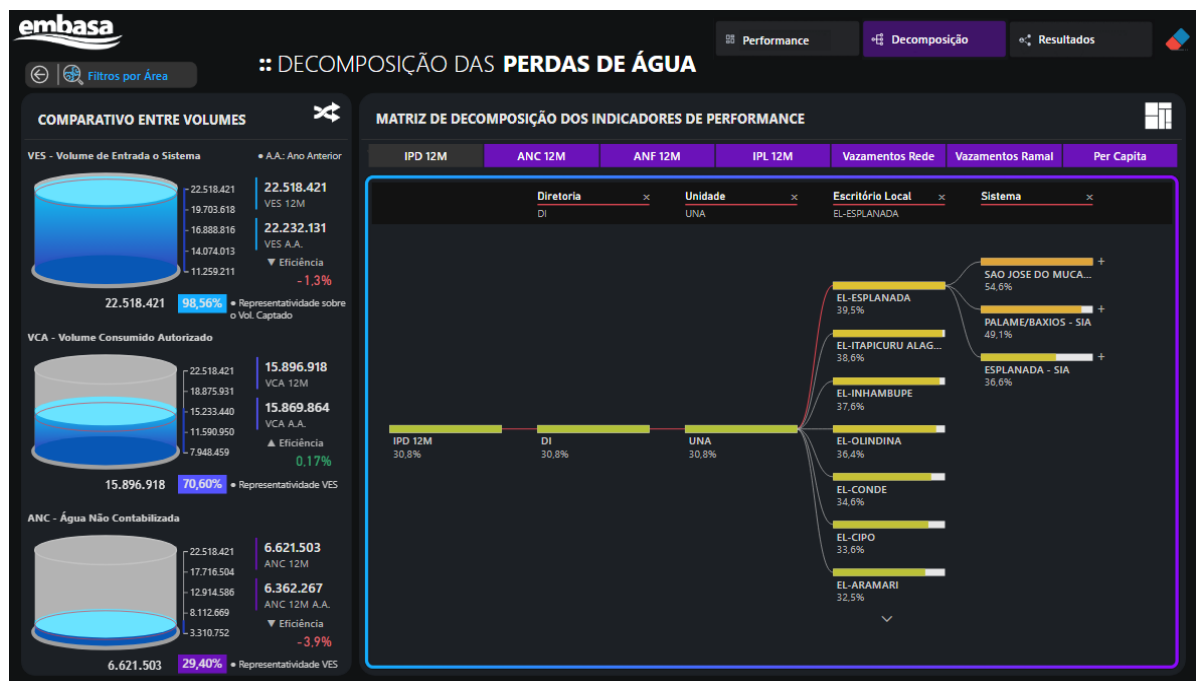 embasa
Performance
Decomposição
Resultados
Filtros por Área
:: DECOMPOSIÇÃO DAS PERDAS DE ÁGUA
COMPARATIVO ENTRE VOLUMES
VES - Volume de Entrada o Sistema
• A.A.: Ano Anterior
22.518.421
19.703.618
16.888.816
14.074.013
11.259.211
22.518.421
VES 12M
22.232.131
VES A.A.
▼ Eficiência
-1,3%
22.518.421
98,56%
• Representatividade sobre
o Vol. Captado
VCA - Volume Consumido Autorizado
22.518.421
18.875.931
15.233.440
11.590.950
7.948.459
15.896.918
VCA 12M
15.869.864
VCA A.A.
▲ Eficiência
0,17%
15.896.918
70,60%
• Representatividade VES
ANC - Água Não Contabilizada
22.518.421
17.716.504
12.914.586
8.112.669
3.310.752
6.621.503
ANC 12M
6.362.267
ANC 12M A.A.
▼ Eficiência
-3,9%
6.621.503
29,40%
• Representatividade VES
MATRIZ DE DECOMPOSIÇÃO DOS INDICADORES DE PERFORMANCE
IPD 12M
ANC 12M
ANF 12M
IPL 12M
Vazamentos Rede
Vazamentos Ramal
Per Capita
Diretoria ×
DI
Unidade ×
UNA
Escritório Local ×
EL-ESPLANADA
Sistema ×
IPD 12M
30,8%
DI
30,8%
UNA
30,8%
EL-ESPLANADA
39,5%
EL-ITAPICURU ALAG...
38,6%
EL-INHAMBUPE
37,6%
EL-OLINDINA
36,4%
EL-CONDE
34,6%
EL-CIPO
33,6%
EL-ARAMARI
32,5%
+
SAO JOSE DO MUCA...
54,6%
+
PALAME/BAXIOS - SIA
49,1%
+
ESPLANADA - SIA
36,6%